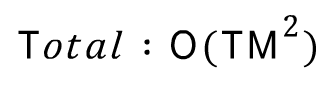 Total : O(TM²)